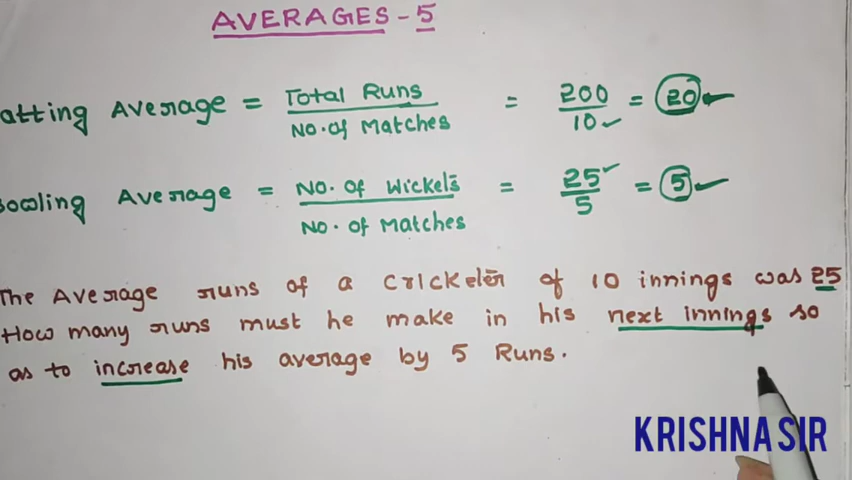 AVERAGES - 5
atting Average = Total Runs / No. of Matches = 200 / 10 = 20
owling Average = No. of Wickets / No. of Matches = 25 / 5 = 5
The Average runs of a cricketer of 10 innings was 25
How many runs must he make in his next innings so
as to increase his average by 5 Runs.
KRISHNA SIR